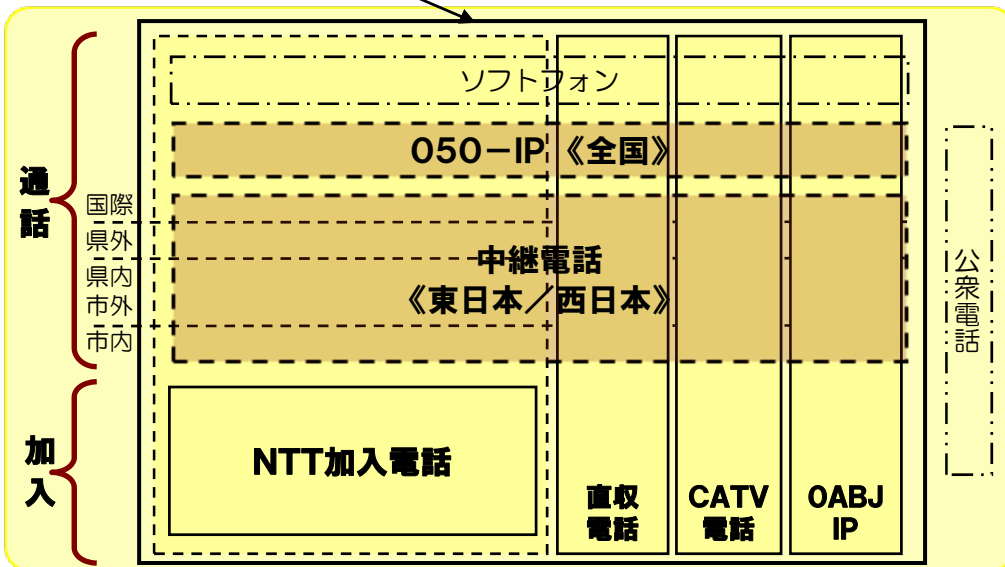 ソフトフォン
050－IP 《全国》
通話
国際
県外
県内
市外
市内
中継電話
《東日本／西日本》
公衆電話
加入
NTT加入電話
直収
電話
CATV
電話
0ABJ
IP